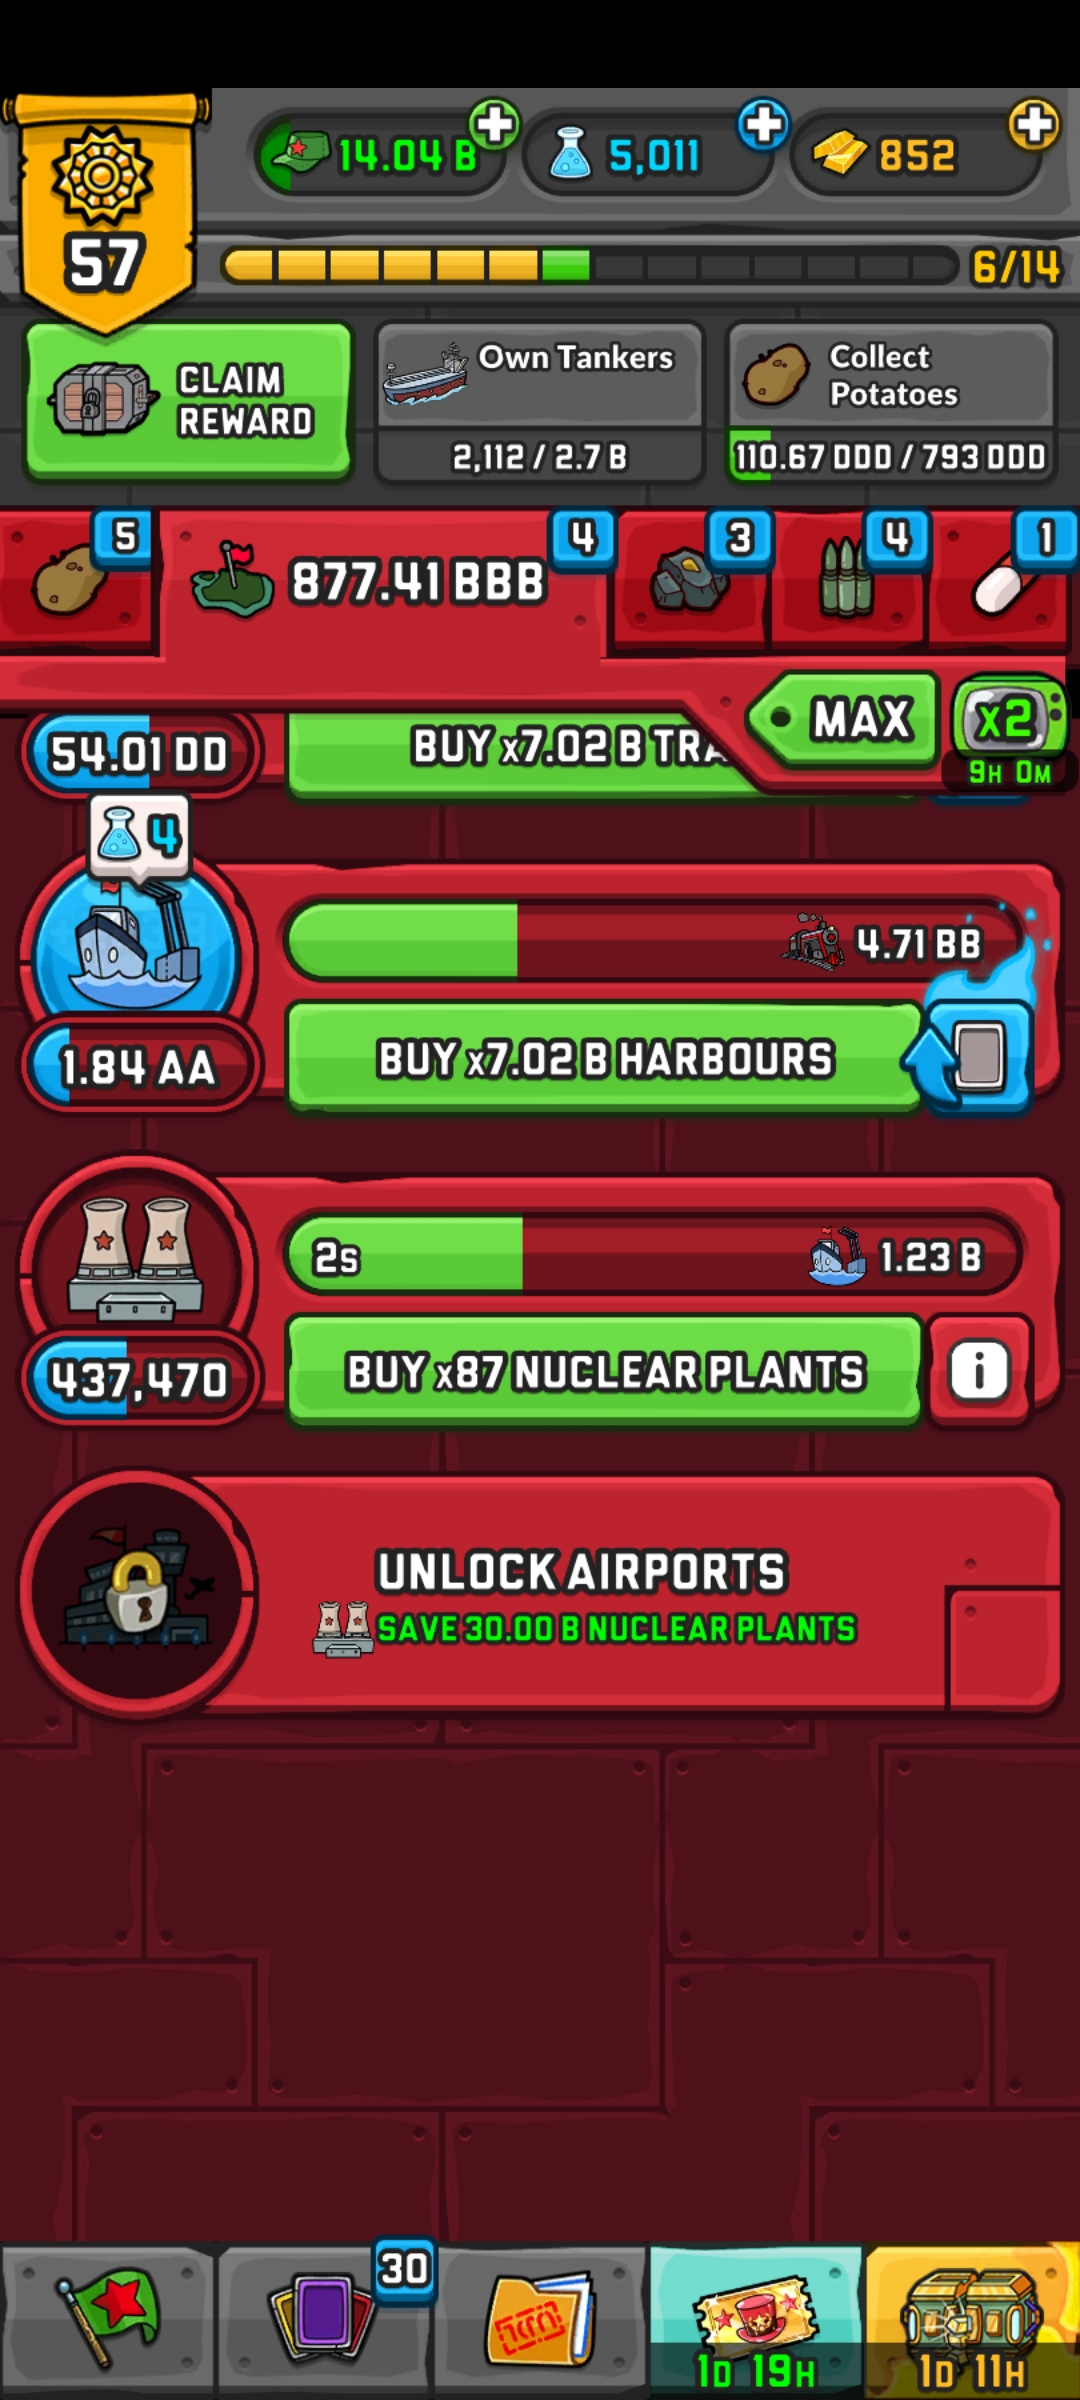 14.04 B
5,011
852
57
6/14
CLAIM
REWARD
Own Tankers
2,112 / 2.7 B
Collect
Potatoes
110.67 DDD / 793 DDD
5
877.41 BBB
4
3
4
1
MAX
x2
9H 0M
54.01 DD
BUY x7.02 B TRA
4
4.71 BB
1.84 AA
BUY x7.02 B HARBOURS
2s
1.23 B
437,470
BUY x87 NUCLEAR PLANTS
i
UNLOCK AIRPORTS
SAVE 30.00 B NUCLEAR PLANTS
30
1D 19H
1D 11H